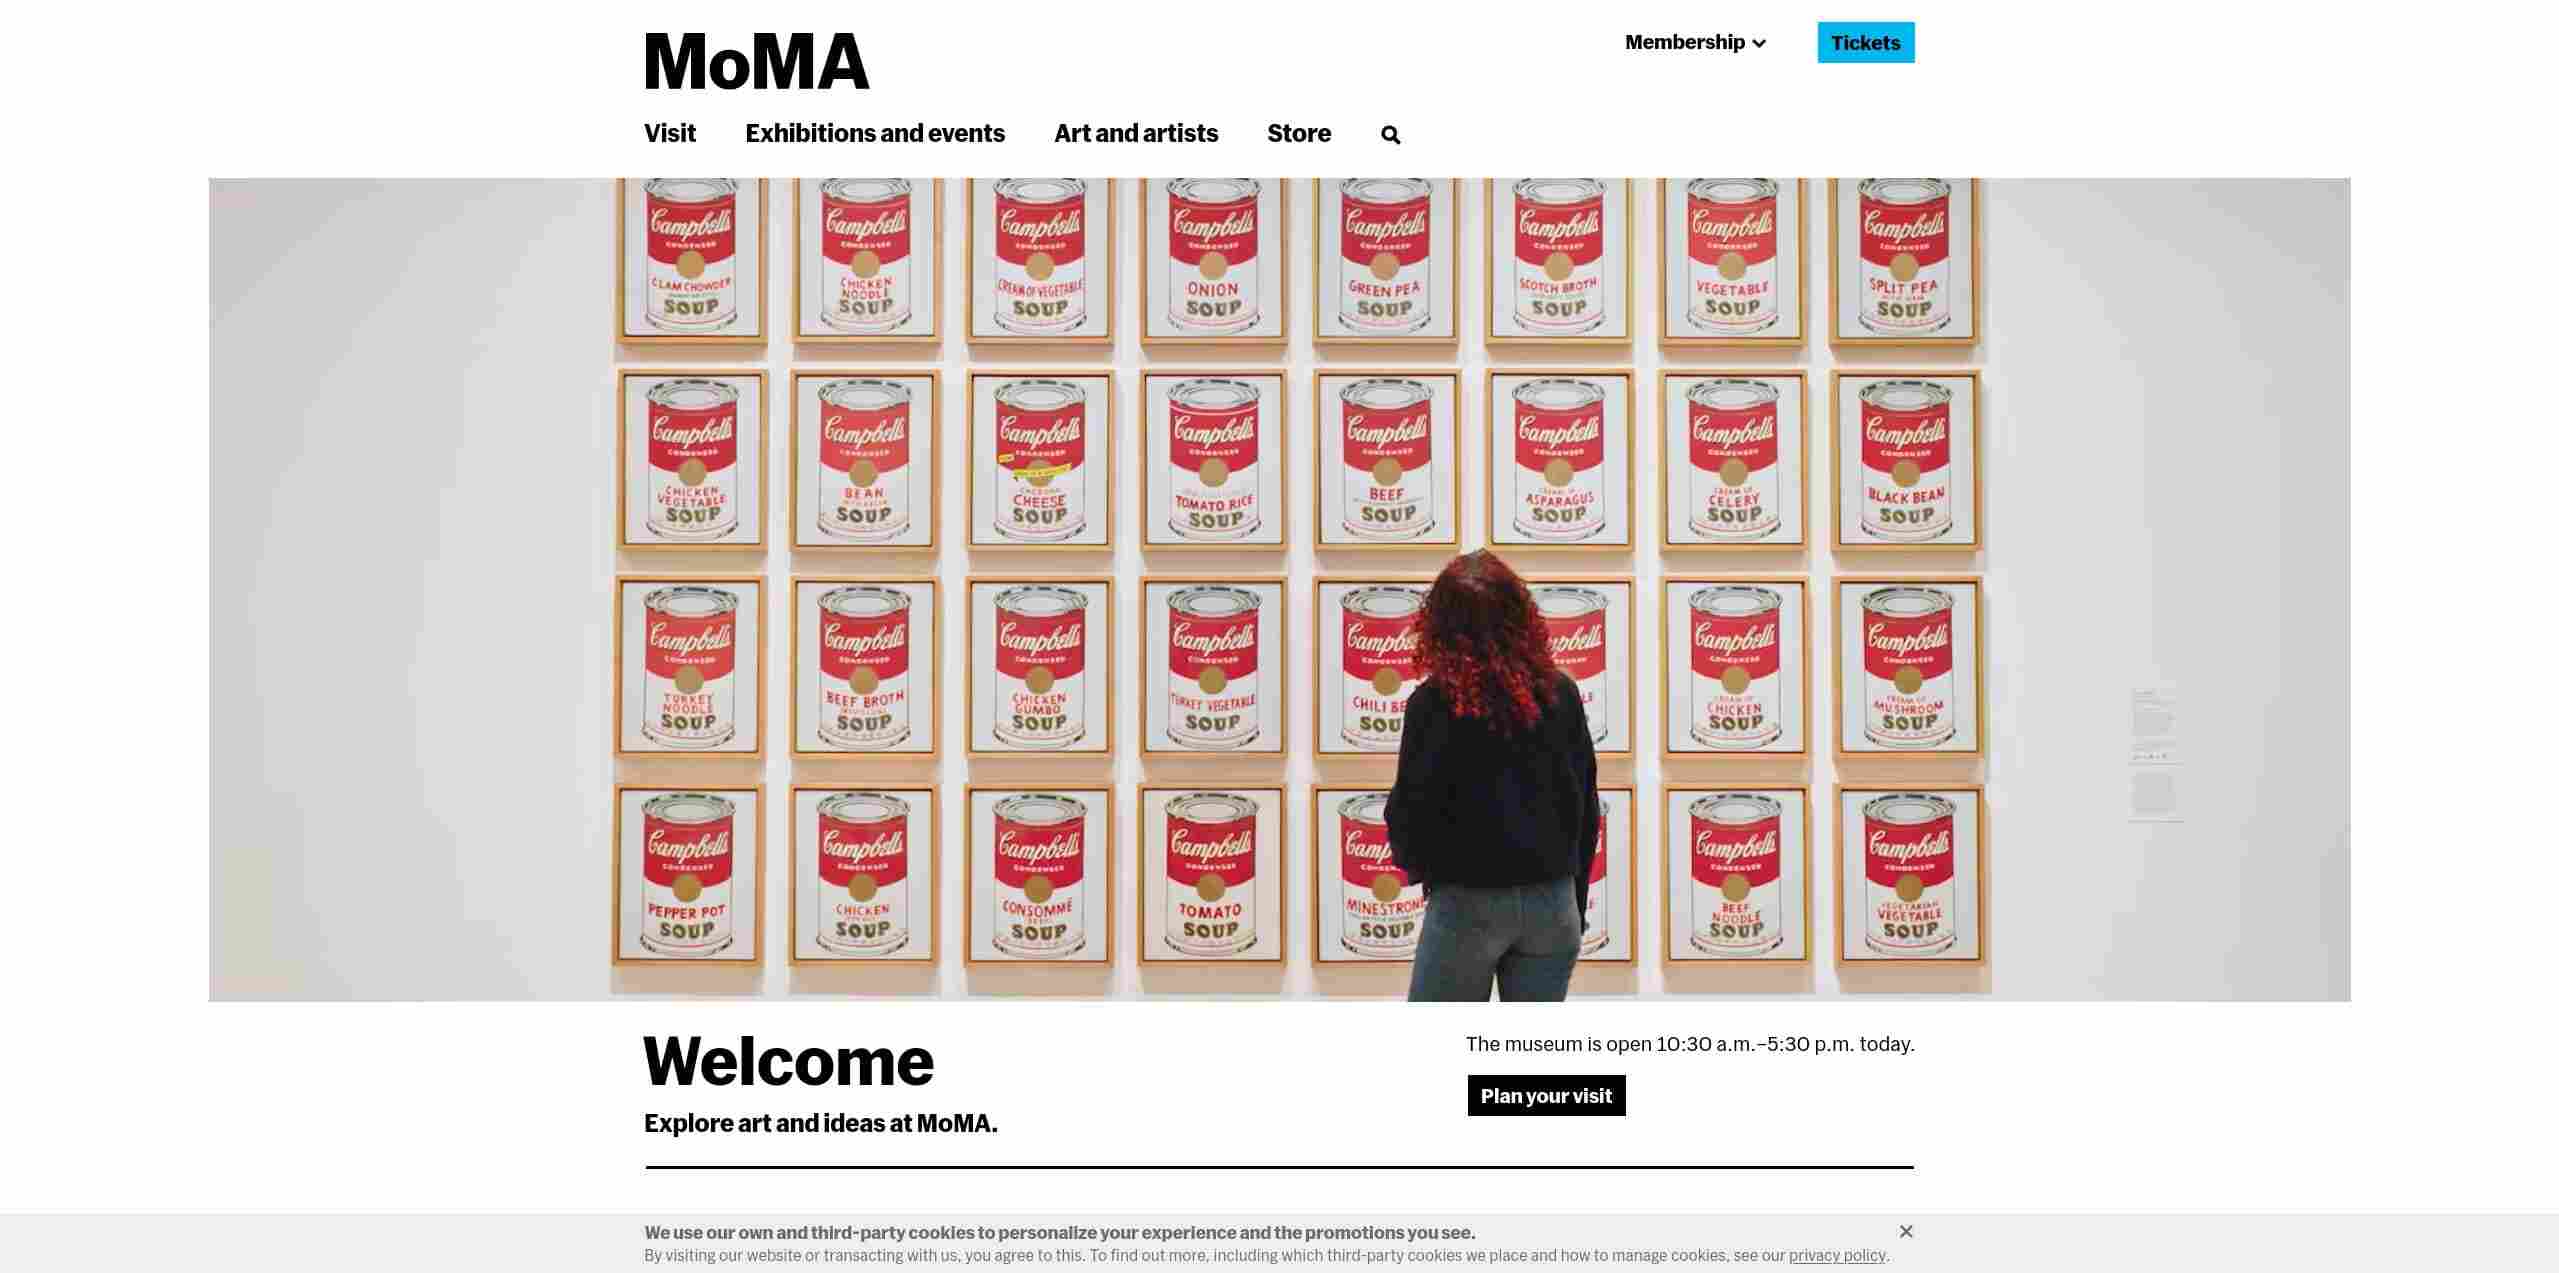 MoMA
Membership
Tickets
Visit
Exhibitions and events
Art and artists
Store
Campbell's Campbell's Campbell's Campbell's Campbell's Campbell's Campbell's Campbell's
CONDENSED CONDENSED CONDENSED CONDENSED CONDENSED CONDENSED CONDENSED CONDENSED
CLAM CHOWDER CHICKEN NOODLE CREAM OF VEGETABLE ONION GREEN PEA SCOTCH BROTH VEGETABLE SPLIT PEA
SOUP SOUP SOUP SOUP SOUP SOUP SOUP SOUP
Campbell's Campbell's Campbell's Campbell's Campbell's Campbell's Campbell's Campbell's
CONDENSED CONDENSED CONDENSED CONDENSED CONDENSED CONDENSED CONDENSED CONDENSED
CHICKEN VEGETABLE BEAN CHEESE TOMATO RICE BEEF CREAM OF ASPARAGUS CREAM OF CELERY BLACK BEAN
SOUP SOUP SOUP SOUP SOUP SOUP SOUP SOUP
Campbell's Campbell's Campbell's Campbell's Campbell's Campbell's
CONDENSED CONDENSED CONDENSED CONDENSED CONDENSED CONDENSED
TURKEY NOODLE BEEF BROTH CHICKEN GUMBO TURKEY VEGETABLE CHILI BE CREAM OF CHICKEN CREAM OF MUSHROOM
SOUP SOUP SOUP SOUP SOUP SOUP SOUP
Campbell's Campbell's Campbell's Campbell's Campbell's Campbell's
CONDENSED CONDENSED CONDENSED CONDENSED CONDENSED CONDENSED
PEPPER POT CHICKEN CONSOMMÉ TOMATO MINESTRONE BEEF NOODLE VEGETARIAN VEGETABLE
SOUP SOUP SOUP SOUP SOUP SOUP SOUP
Welcome
Explore art and ideas at MoMA.
The museum is open 10:30 a.m.–5:30 p.m. today.
Plan your visit
We use our own and third-party cookies to personalize your experience and the promotions you see.
By visiting our website or transacting with us, you agree to this. To find out more, including which third-party cookies we place and how to manage cookies, see our privacy policy.